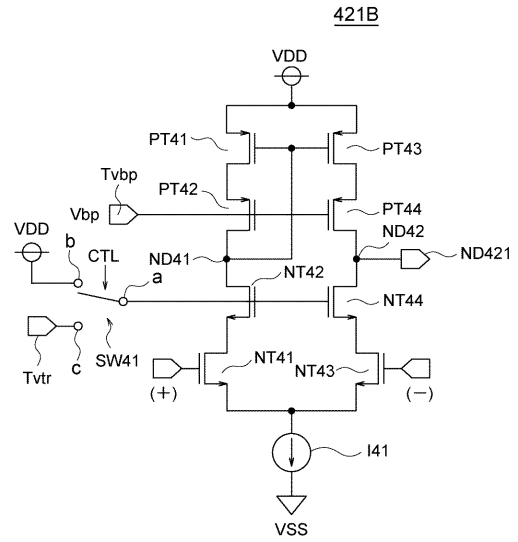 421B
VDD
PT41
PT43
Tvbp
PT42
Vbp
PT44
VDD
ND42
b
CTL
ND41
ND421
a
NT42
NT44
Tvtr
c
SW41
NT41
NT43
(+)
(−)
I41
VSS